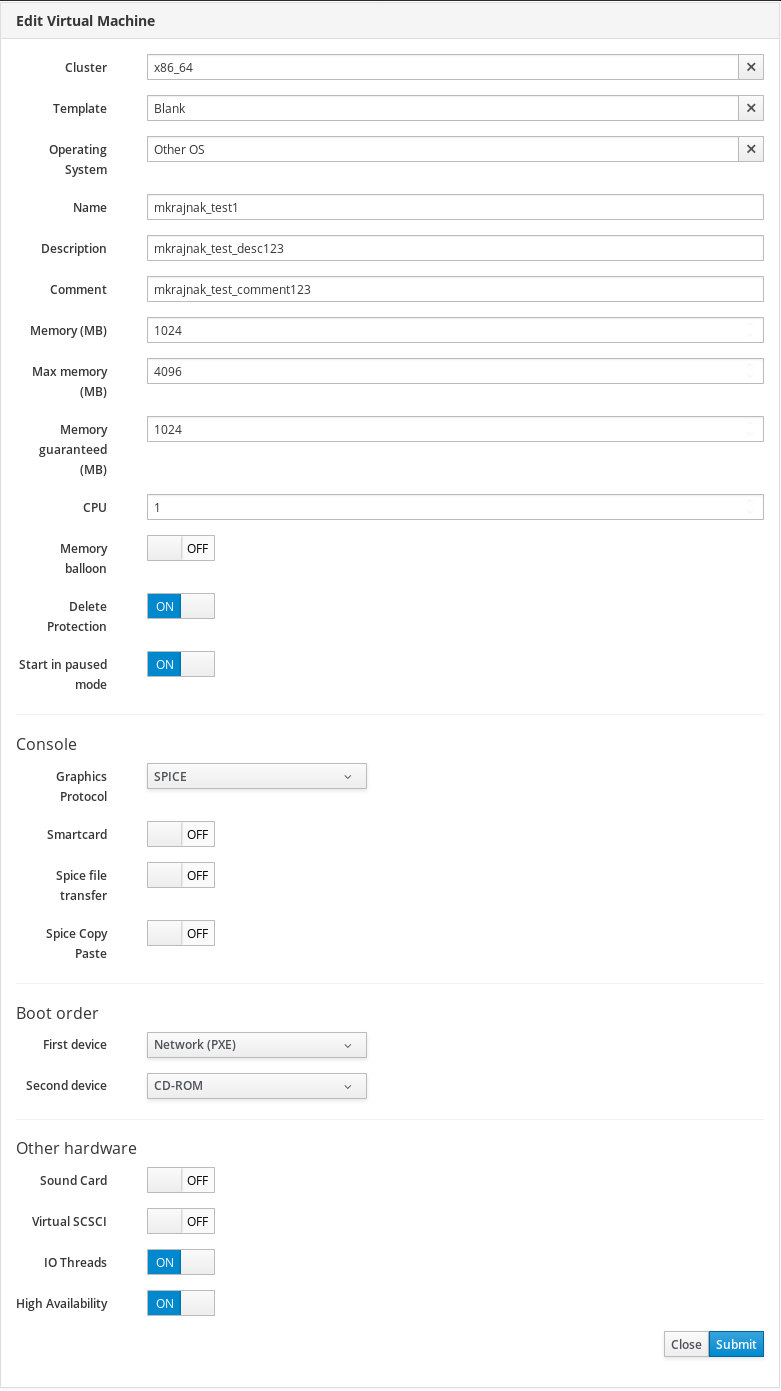 Edit Virtual Machine
Cluster x86_64 ✕
Template Blank ✕
Operating Other OS ✕
System
Name mkrajnak_test1
Description mkrajnak_test_desc123
Comment mkrajnak_test_comment123
Memory (MB) 1024
Max memory 4096
(MB)
Memory 1024
guaranteed
(MB)
CPU 1
Memory OFF
balloon
Delete ON
Protection
Start in paused ON
mode
Console
Graphics SPICE
Protocol
Smartcard OFF
Spice file OFF
transfer
Spice Copy OFF
Paste
Boot order
First device Network (PXE)
Second device CD-ROM
Other hardware
Sound Card OFF
Virtual SCSCI OFF
IO Threads ON
High Availability ON
Close Submit